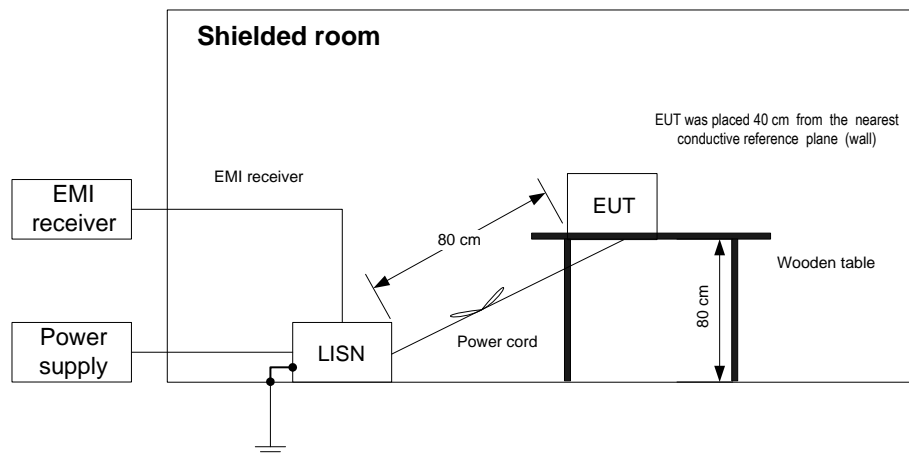 Shielded room
EUT was placed 40 cm from the nearest
conductive reference plane (wall)
EMI receiver
EMI
receiver
EUT
80 cm
Wooden table
80 cm
Power
supply
LISN
Power cord